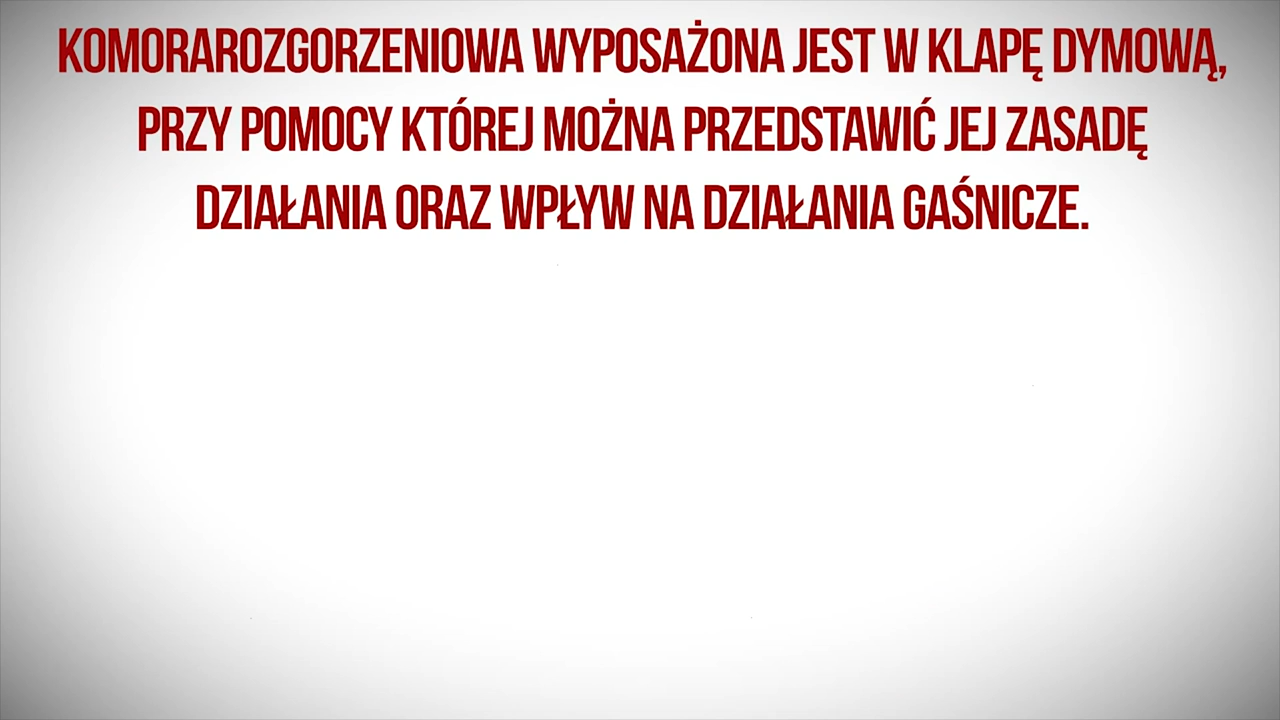 KOMORAROZGORZENIOWA WYPOSAŻONA JEST W KLAPĘ DYMOWĄ,
PRZY POMOCY KTÓREJ MOŻNA PRZEDSTAWIĆ JEJ ZASADĘ
DZIAŁANIA ORAZ WPŁYW NA DZIAŁANIA GAŚNICZE.